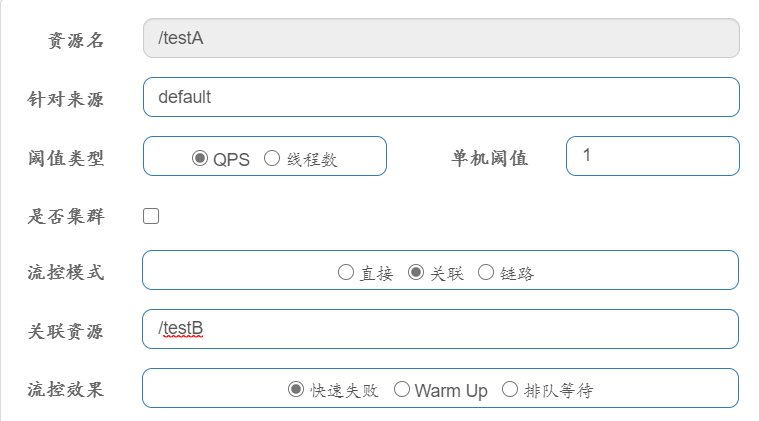 资源名 /testA
针对来源 default
阈值类型 QPS 线程数 单机阈值 1
是否集群
流控模式 直接 关联 链路
关联资源 /testB
流控效果 快速失败 Warm Up 排队等待